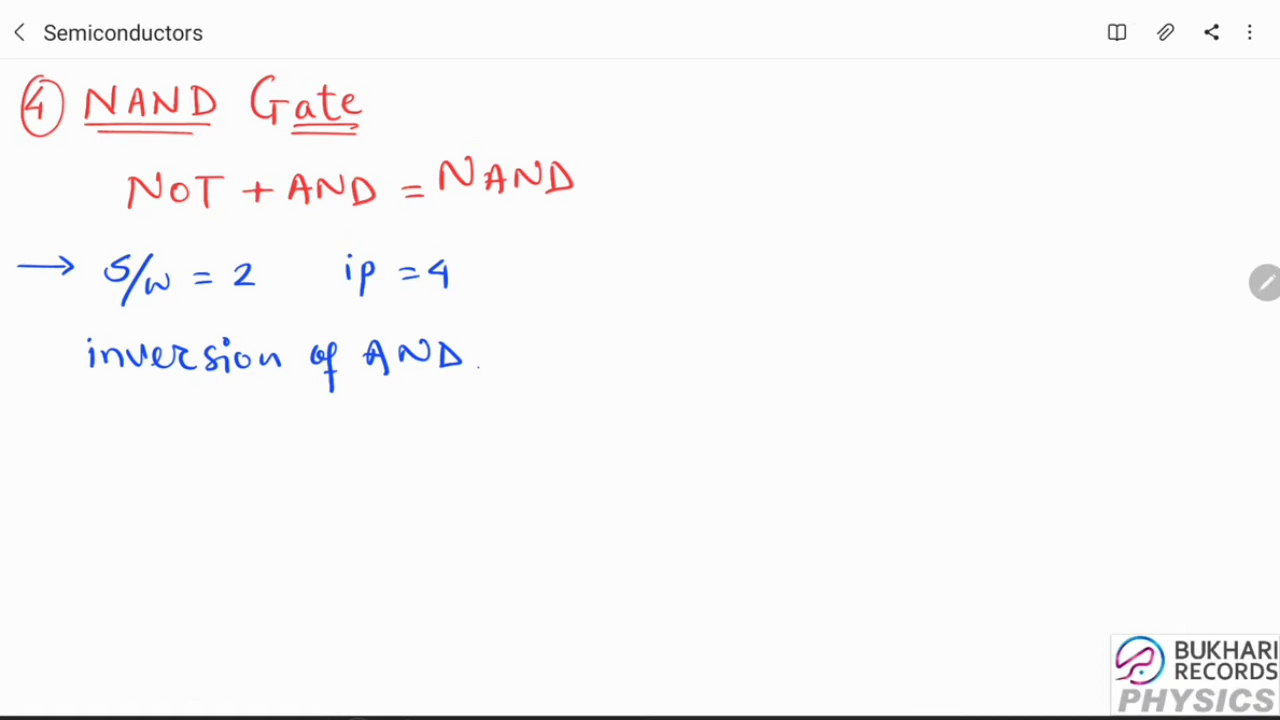 Semiconductors
④ NAND Gate
NOT + AND = NAND
→ S/w = 2 ip = 4
inversion of AND.
BUKHARI
RECORDS
PHYSICS